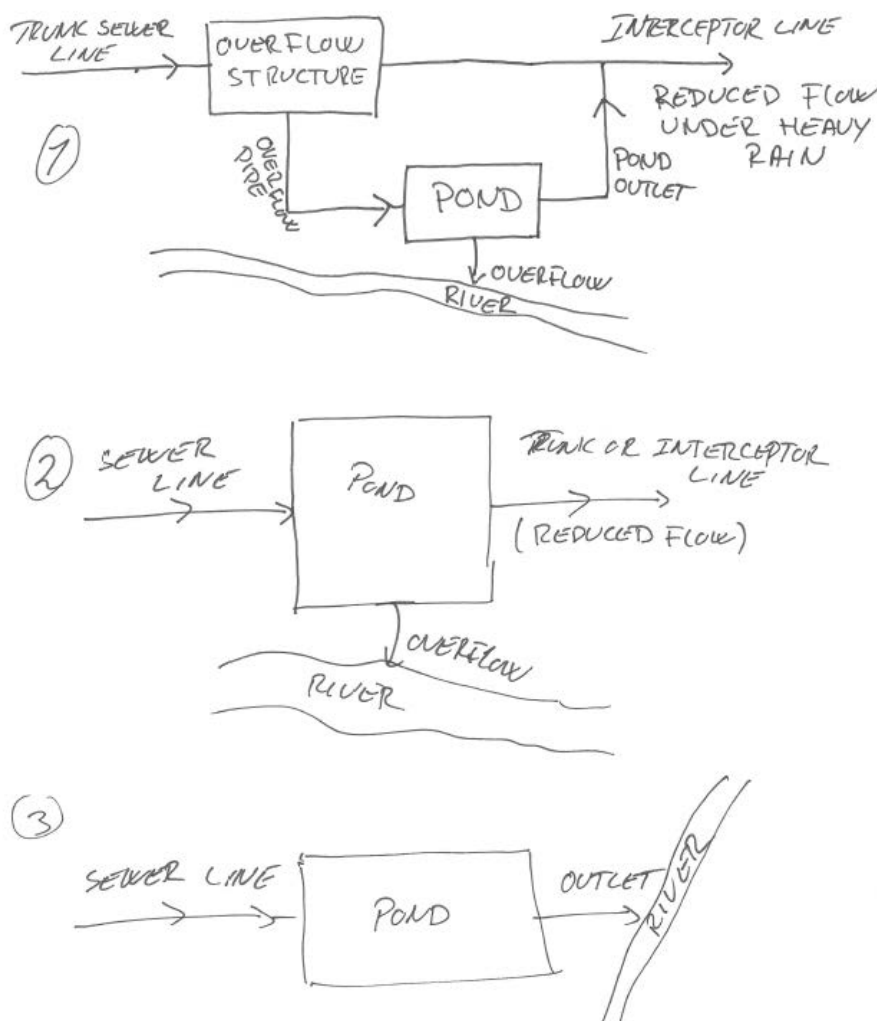 TRUNK SEWER
LINE
OVERFLOW
STRUCTURE
INTERCEPTOR LINE
REDUCED FLOW
UNDER HEAVY
RAIN
1
OVERFLOW
PIPE
POND
POND
OUTLET
OVERFLOW
RIVER
2
SEWER
LINE
POND
TRUNK OR INTERCEPTOR
LINE
(REDUCED FLOW)
OVERFLOW
RIVER
3
SEWER LINE
POND
OUTLET
RIVER